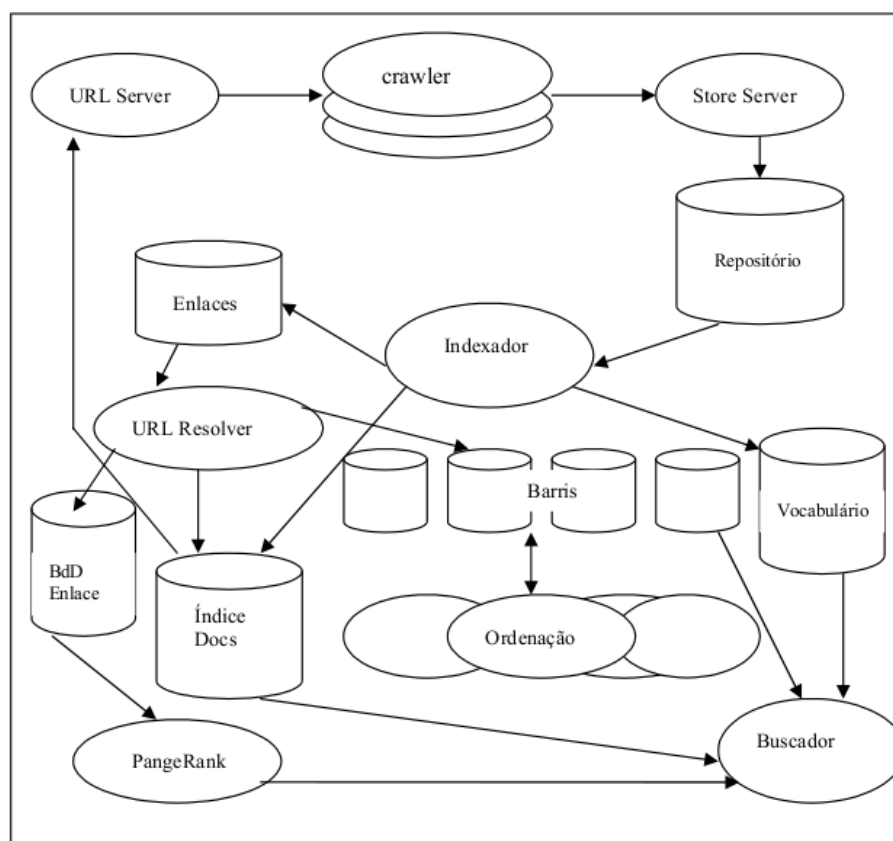 URL Server
crawler
Store Server
Repositório
Enlaces
Indexador
URL Resolver
Barris
Vocabulário
BdD
Enlace
Índice
Docs
Ordenação
PangeRank
Buscador